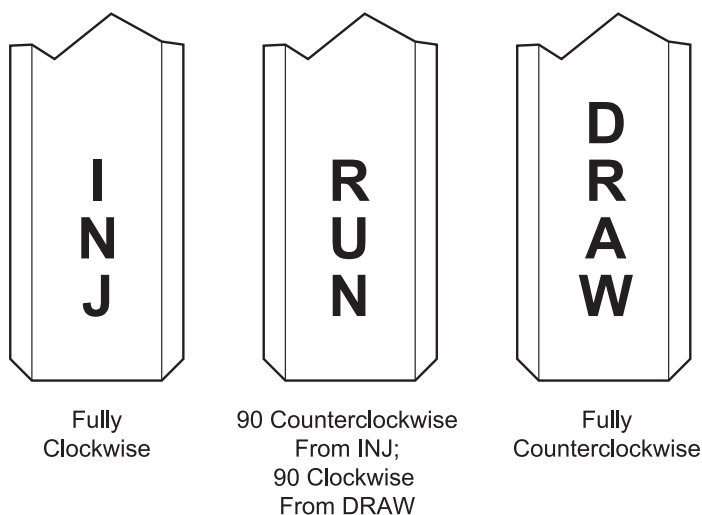 I
N
J
R
U
N
D
R
A
W
Fully
Clockwise
90 Counterclockwise
From INJ;
90 Clockwise
From DRAW
Fully
Counterclockwise